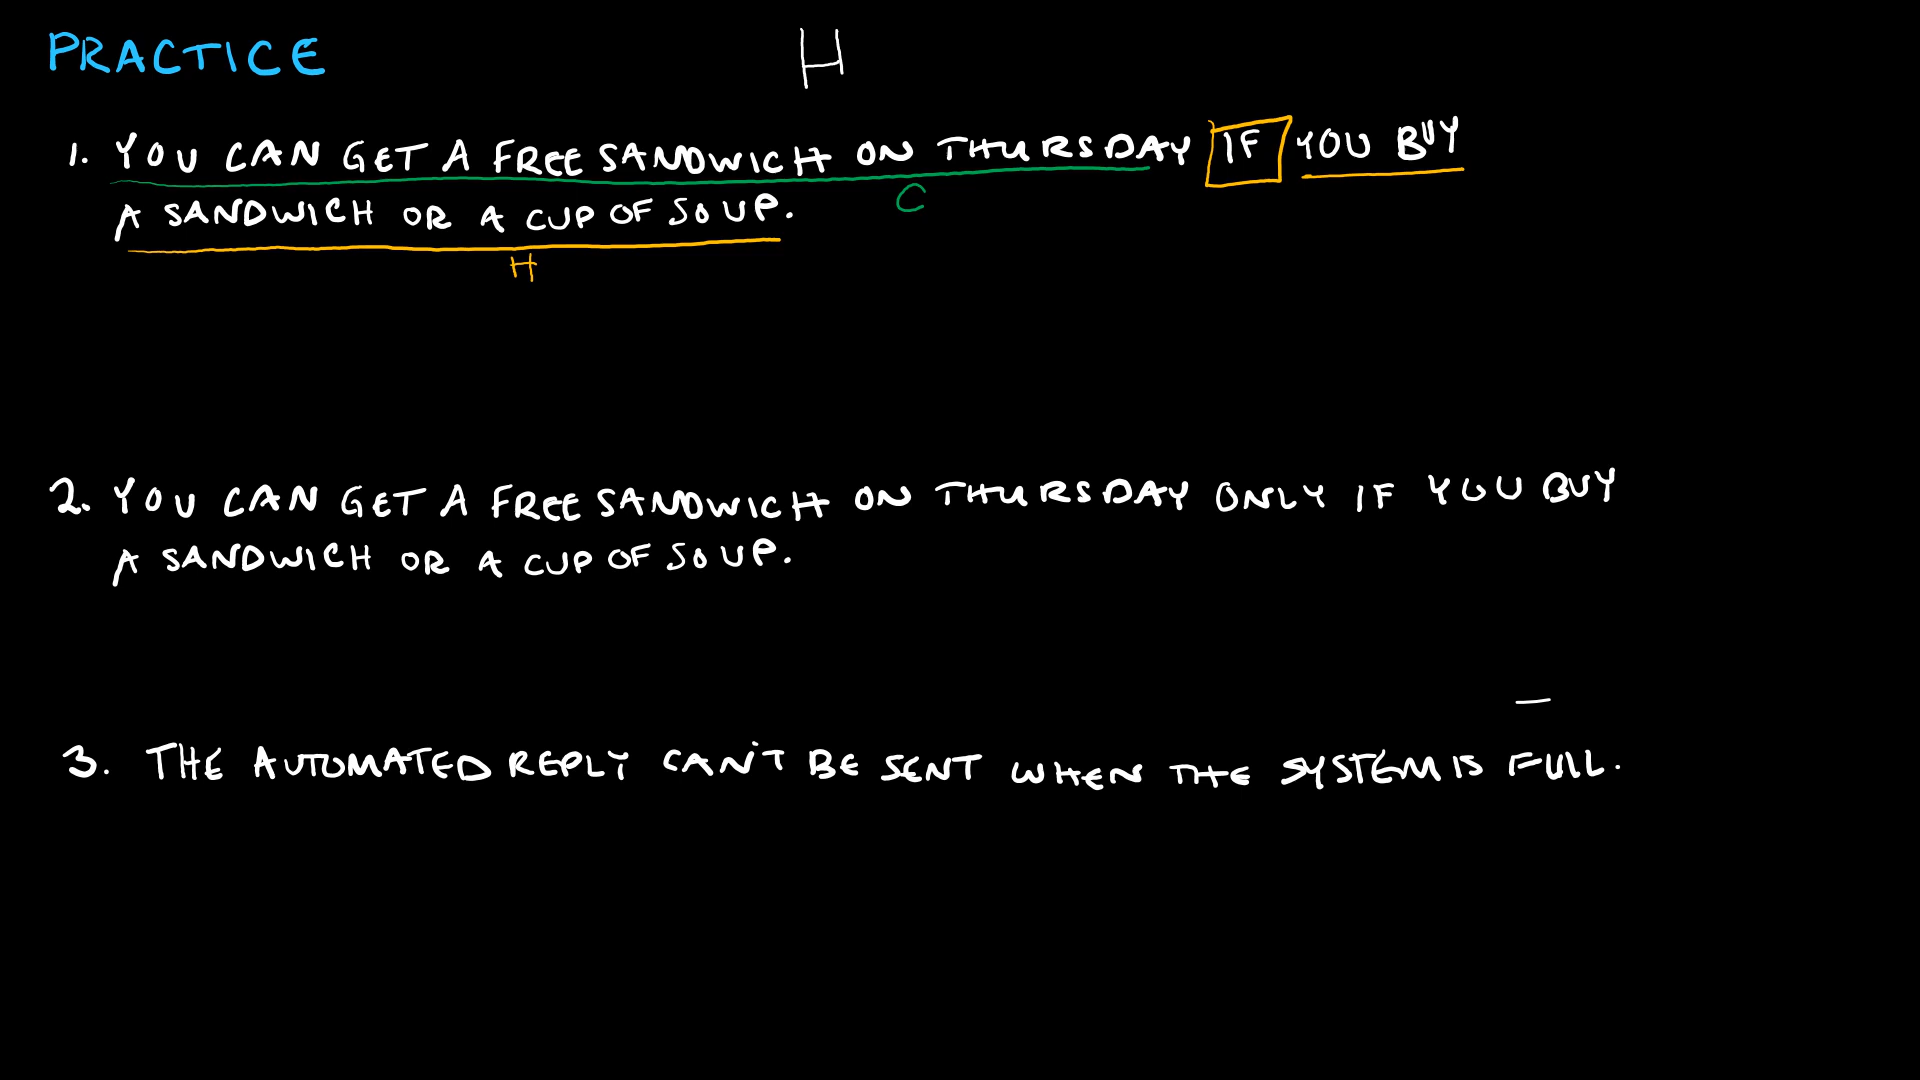 PRACTICE
H
1. YOU CAN GET A FREE SANDWICH ON THURSDAY IF YOU BUY
C
A SANDWICH OR A CUP OF SOUP.
H
2. YOU CAN GET A FREE SANDWICH ON THURSDAY ONLY IF YOU BUY
A SANDWICH OR A CUP OF SOUP.
3. THE AUTOMATED REPLY CAN'T BE SENT WHEN THE SYSTEM IS FULL.